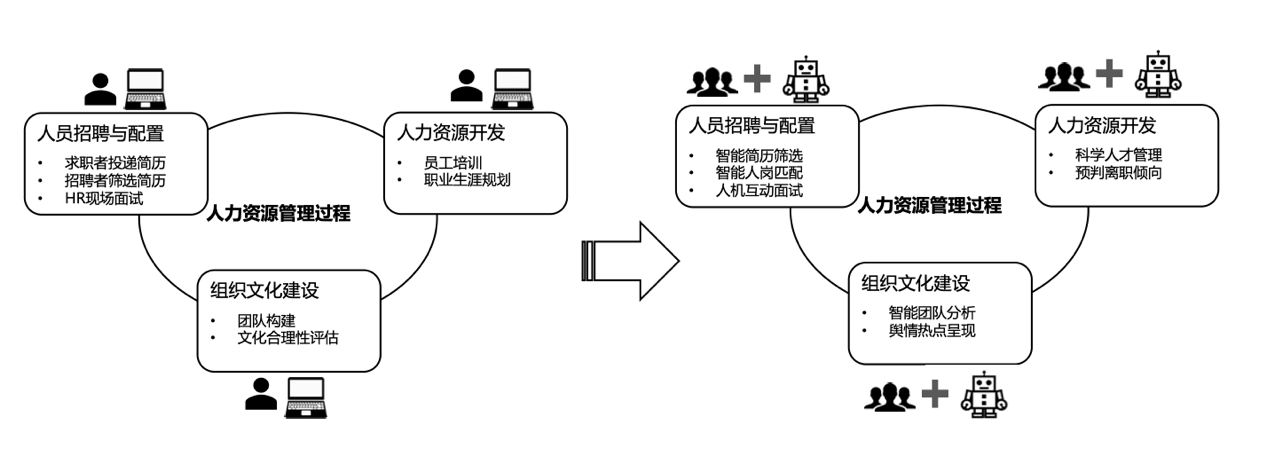 人员招聘与配置
• 求职者投递简历
• 招聘者筛选简历
• HR现场面试
人力资源开发
• 员工培训
• 职业生涯规划
人力资源管理过程
组织文化建设
• 团队构建
• 文化合理性评估
人员招聘与配置
• 智能简历筛选
• 智能人岗匹配
• 人机互动面试
人力资源开发
• 科学人才管理
• 预判离职倾向
人力资源管理过程
组织文化建设
• 智能团队分析
• 舆情热点呈现